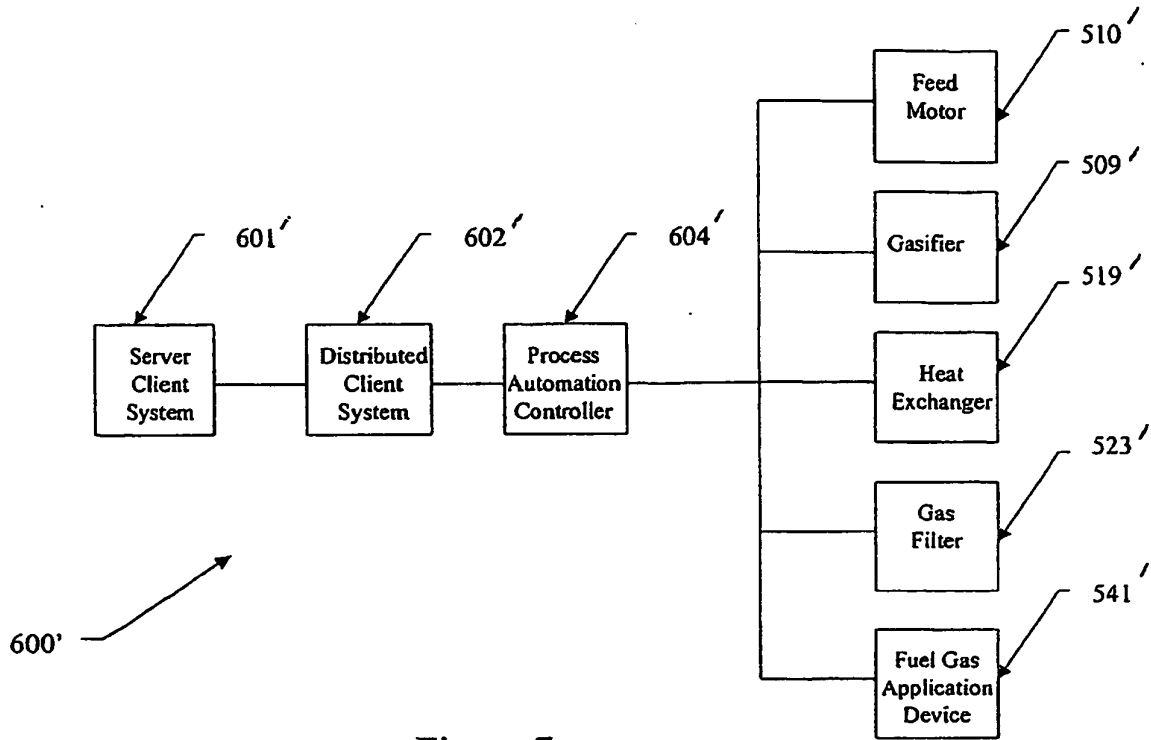 510'
Feed
Motor
509'
Gasifier
601'
602'
604'
519'
Server
Client
System
Distributed
Client
System
Process
Automation
Controller
Heat
Exchanger
523'
Gas
Filter
541'
600'
Fuel Gas
Application
Device